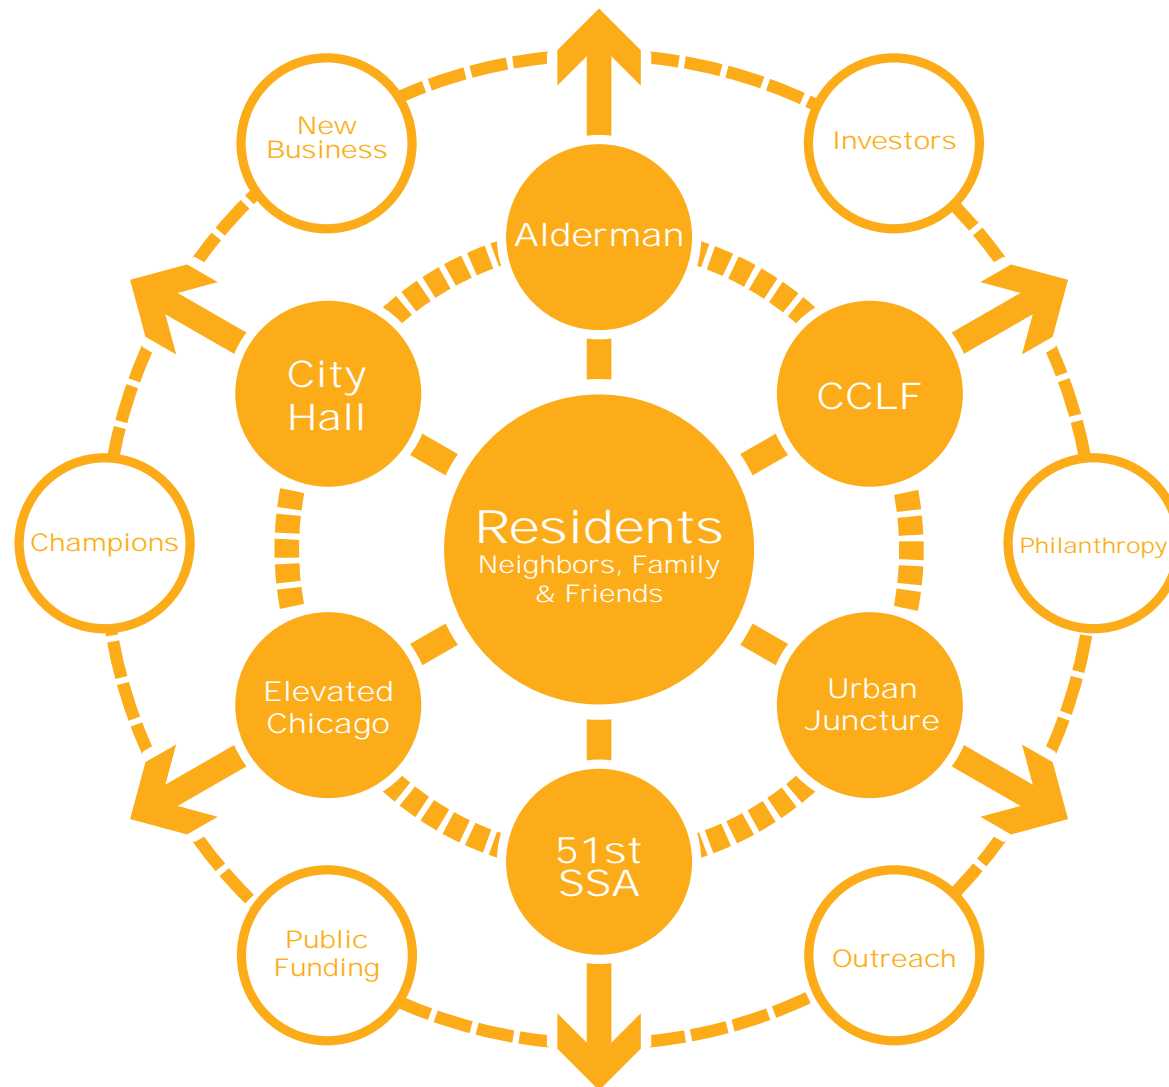 New
Business
Investors
Alderman
City
Hall
CCLF
Residents
Neighbors, Family
& Friends
Champions
Philanthropy
Elevated
Chicago
Urban
Juncture
51st
SSA
Public
Funding
Outreach